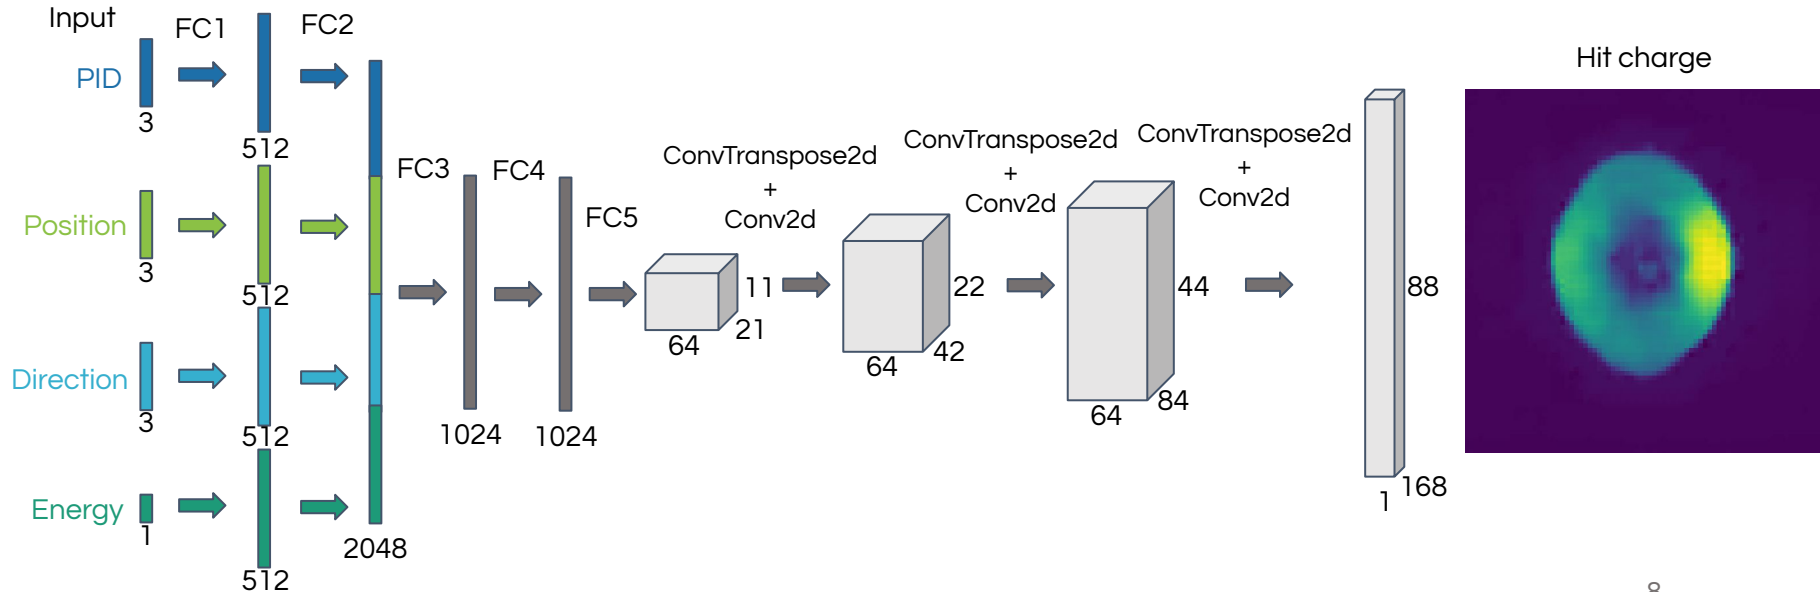 Input
FC1
FC2
PID
3
512
Position
3
512
Direction
3
512
Energy
1
512
2048
FC3
1024
FC4
1024
FC5
64
11
21
ConvTranspose2d
+
Conv2d
64
22
42
ConvTranspose2d
+
Conv2d
64
44
84
ConvTranspose2d
+
Conv2d
1
88
168
Hit charge
8